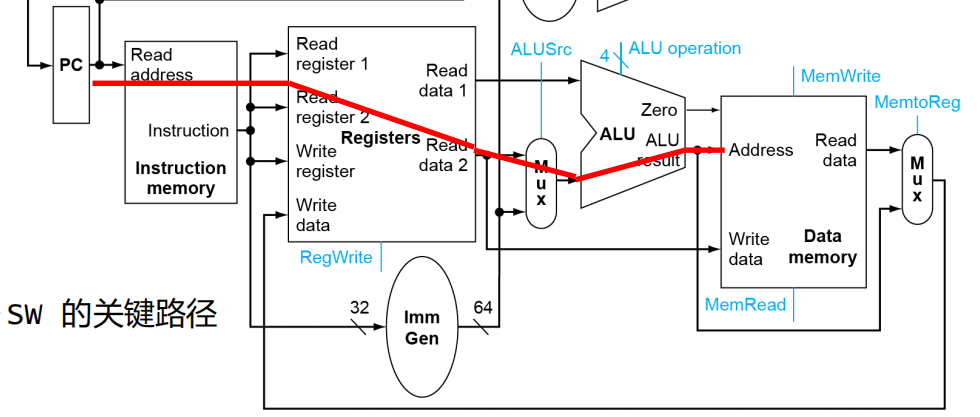 PC
Read
address
Instruction
Instruction
memory
Read
register 1
Read
register 2
Write
register
Write
data
Registers
Read
data 1
Read
data 2
RegWrite
32
Imm
Gen
64
ALUSrc
M
u
x
4
ALU operation
Zero
ALU
ALU
result
MemWrite
Address
Read
data
Write
data
Data
memory
MemRead
MemtoReg
M
u
x
SW 的关键路径